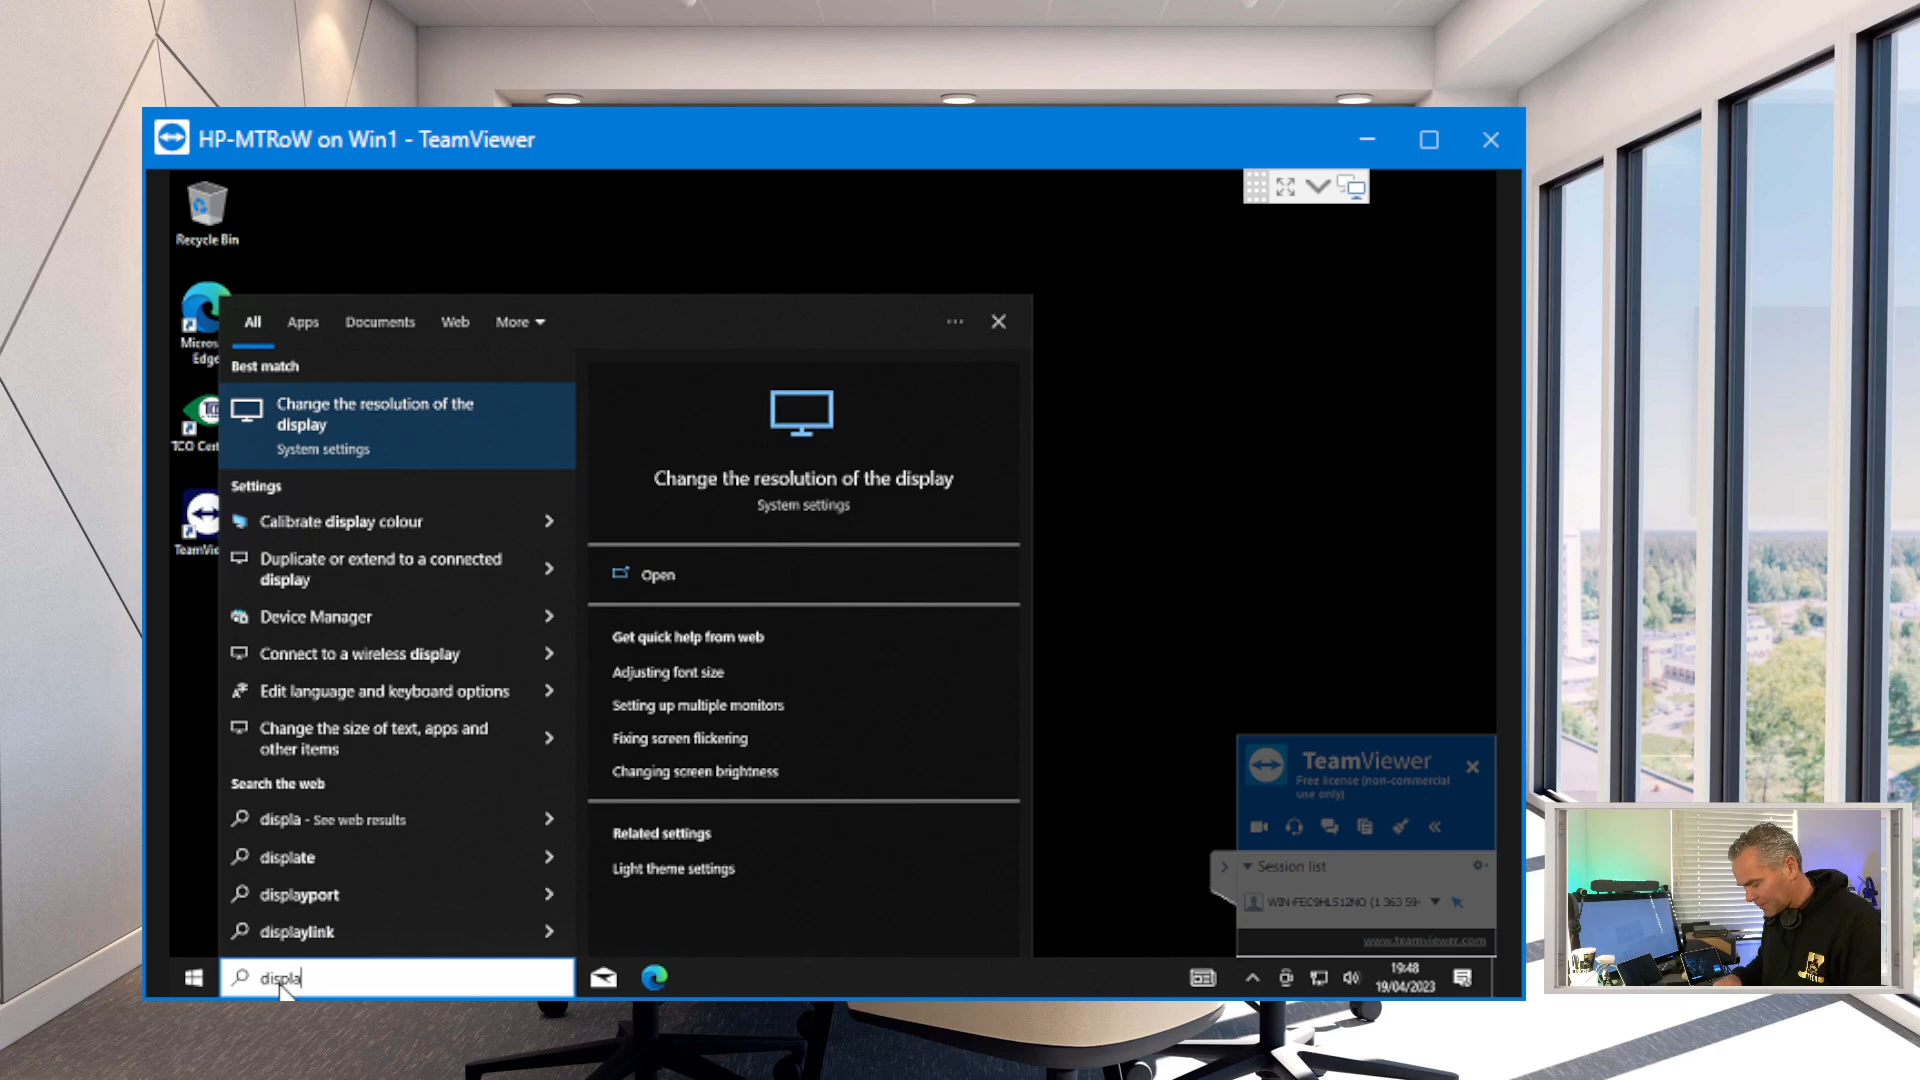 HP-MTRoW on Win1 - TeamViewer
Recycle Bin
All Apps Documents Web More
Best match
Change the resolution of the
display
System settings
Settings
Calibrate display colour
Duplicate or extend to a connected
display
Device Manager
Connect to a wireless display
Edit language and keyboard options
Change the size of text, apps and
other items
Search the web
displa - See web results
displate
displayport
displaylink
displa
Change the resolution of the display
System settings
Open
Get quick help from web
Adjusting font size
Setting up multiple monitors
Fixing screen flickering
Changing screen brightness
Related settings
Light theme settings
Micros
Edge
TCO Cert
TeamVie
TeamViewer
Free license (non-commercial
use only)
Session list
www.teamviewer.com
19:48
19/04/2023